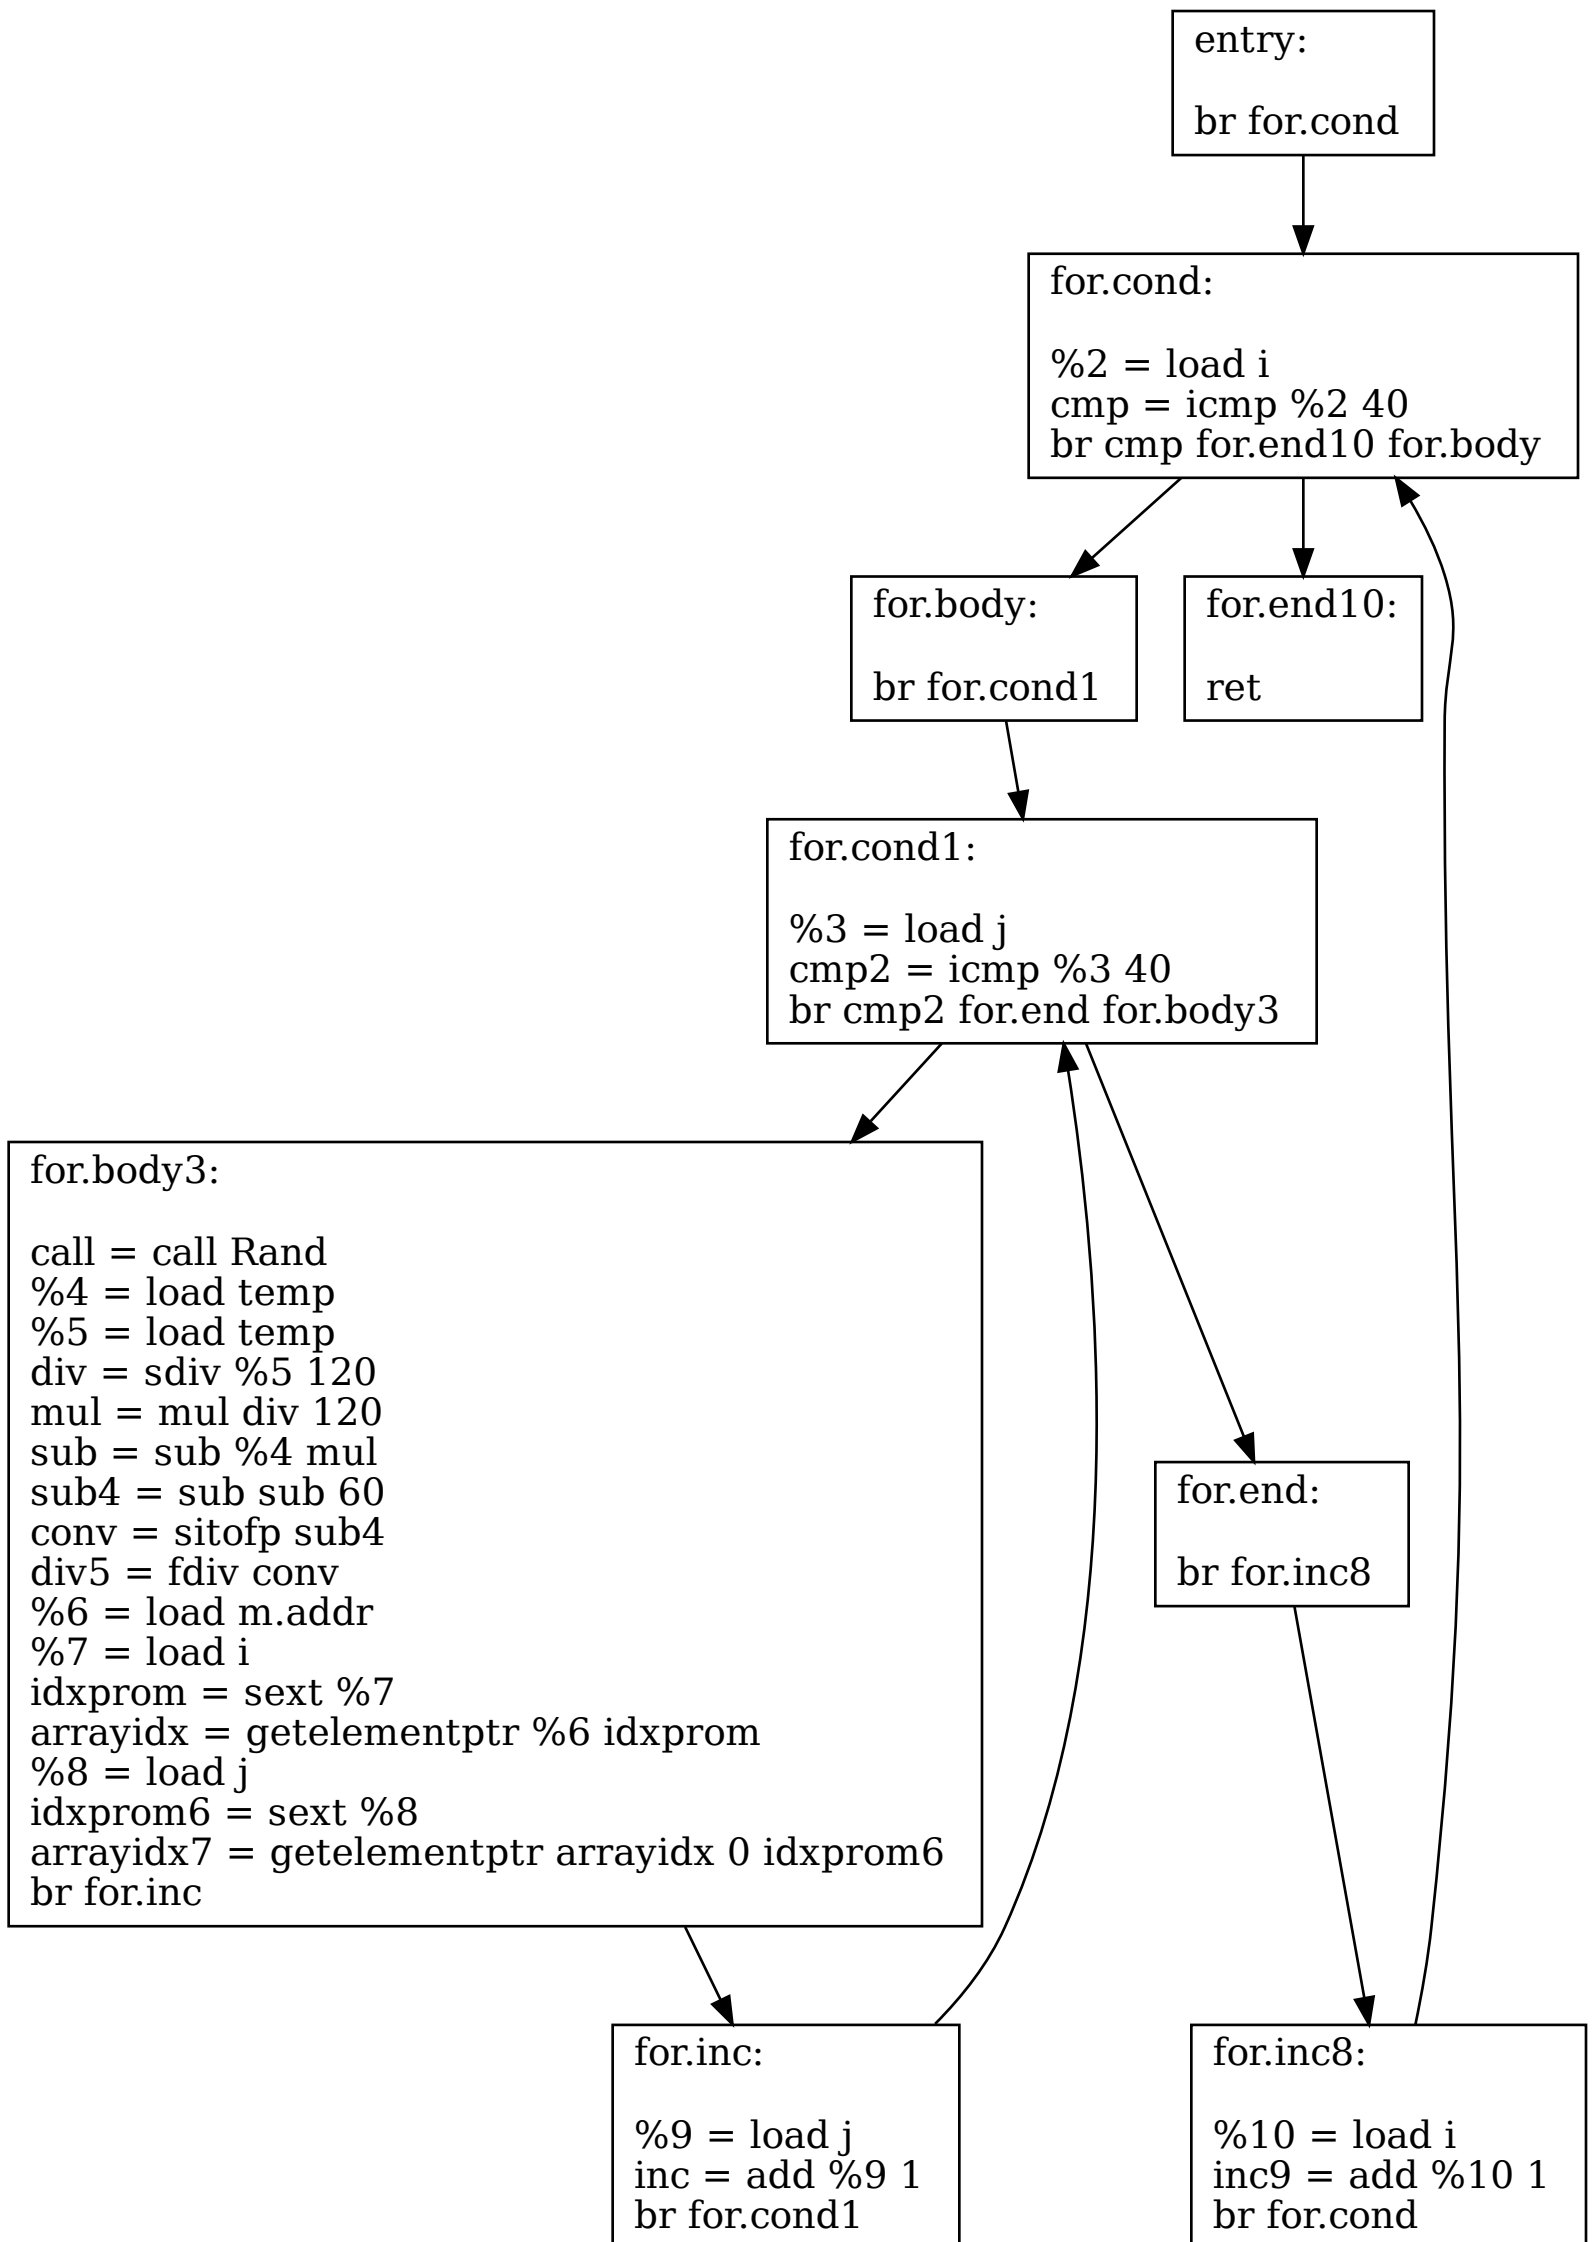 entry:
br for.cond
for.cond:
%2 = load i
cmp = icmp %2 40
br cmp for.end10 for.body
for.body:
br for.cond1
for.end10:
ret
for.cond1:
%3 = load j
cmp2 = icmp %3 40
br cmp2 for.end for.body3
for.body3:
call = call Rand
%4 = load temp
%5 = load temp
div = sdiv %5 120
mul = mul div 120
sub = sub %4 mul
sub4 = sub sub 60
conv = sitofp sub4
div5 = fdiv conv
%6 = load m.addr
%7 = load i
idxprom = sext %7
arrayidx = getelementptr %6 idxprom
%8 = load j
idxprom6 = sext %8
arrayidx7 = getelementptr arrayidx 0 idxprom6
br for.inc
for.end:
br for.inc8
for.inc:
%9 = load j
inc = add %9 1
br for.cond1
for.inc8:
%10 = load i
inc9 = add %10 1
br for.cond